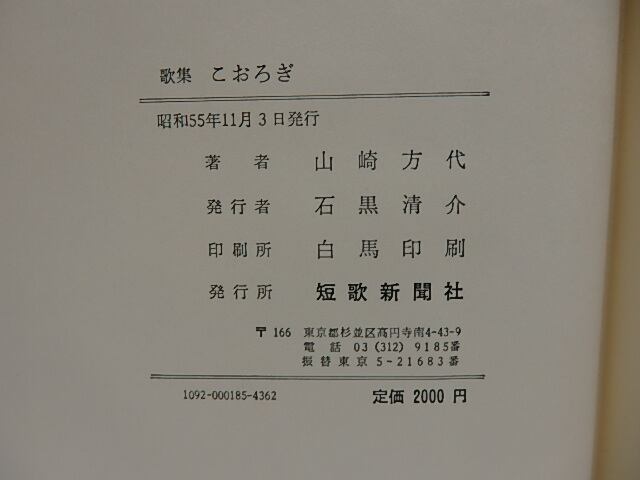 歌集 こおろぎ
昭和55年11月3日発行
著者 山崎方代
発行者 石黒清介
印刷所 白馬印刷
発行所 短歌新聞社
〒166 東京都杉並区高円寺南4-43-9
電話 03 (312) 9185番
振替東京 5-21683番
1092-000185-4362 定価 2000 円